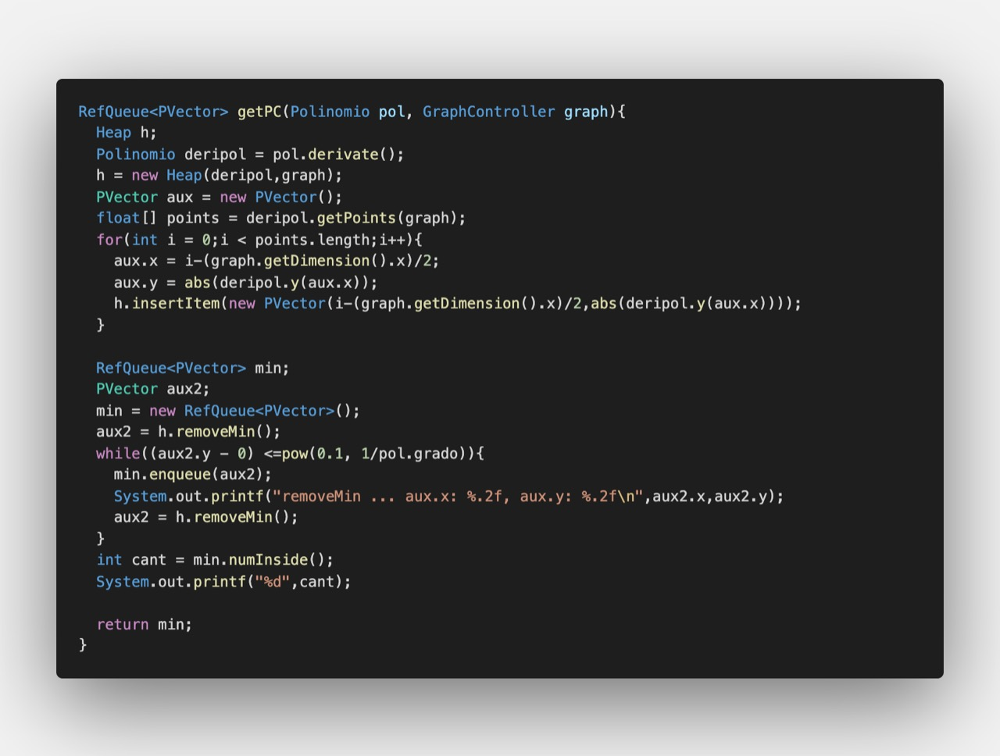 RefQueue<PVector> getPC(Polinomio pol, GraphController graph){
  Heap h;
  Polinomio deripol = pol.derivate();
  h = new Heap(deripol,graph);
  PVector aux = new PVector();
  float[] points = deripol.getPoints(graph);
  for(int i = 0;i < points.length;i++){
    aux.x = i-(graph.getDimension().x)/2;
    aux.y = abs(deripol.y(aux.x));
    h.insertItem(new PVector(i-(graph.getDimension().x)/2,abs(deripol.y(aux.x))));
  }
  RefQueue<PVector> min;
  PVector aux2;
  min = new RefQueue<PVector>();
  aux2 = h.removeMin();
  while((aux2.y - 0) <=pow(0.1, 1/pol.grado)){
    min.enqueue(aux2);
    System.out.printf("removeMin ... aux.x: %.2f, aux.y: %.2f\n",aux2.x,aux2.y);
    aux2 = h.removeMin();
  }
  int cant = min.numInside();
  System.out.printf("%d",cant);
  return min;
}